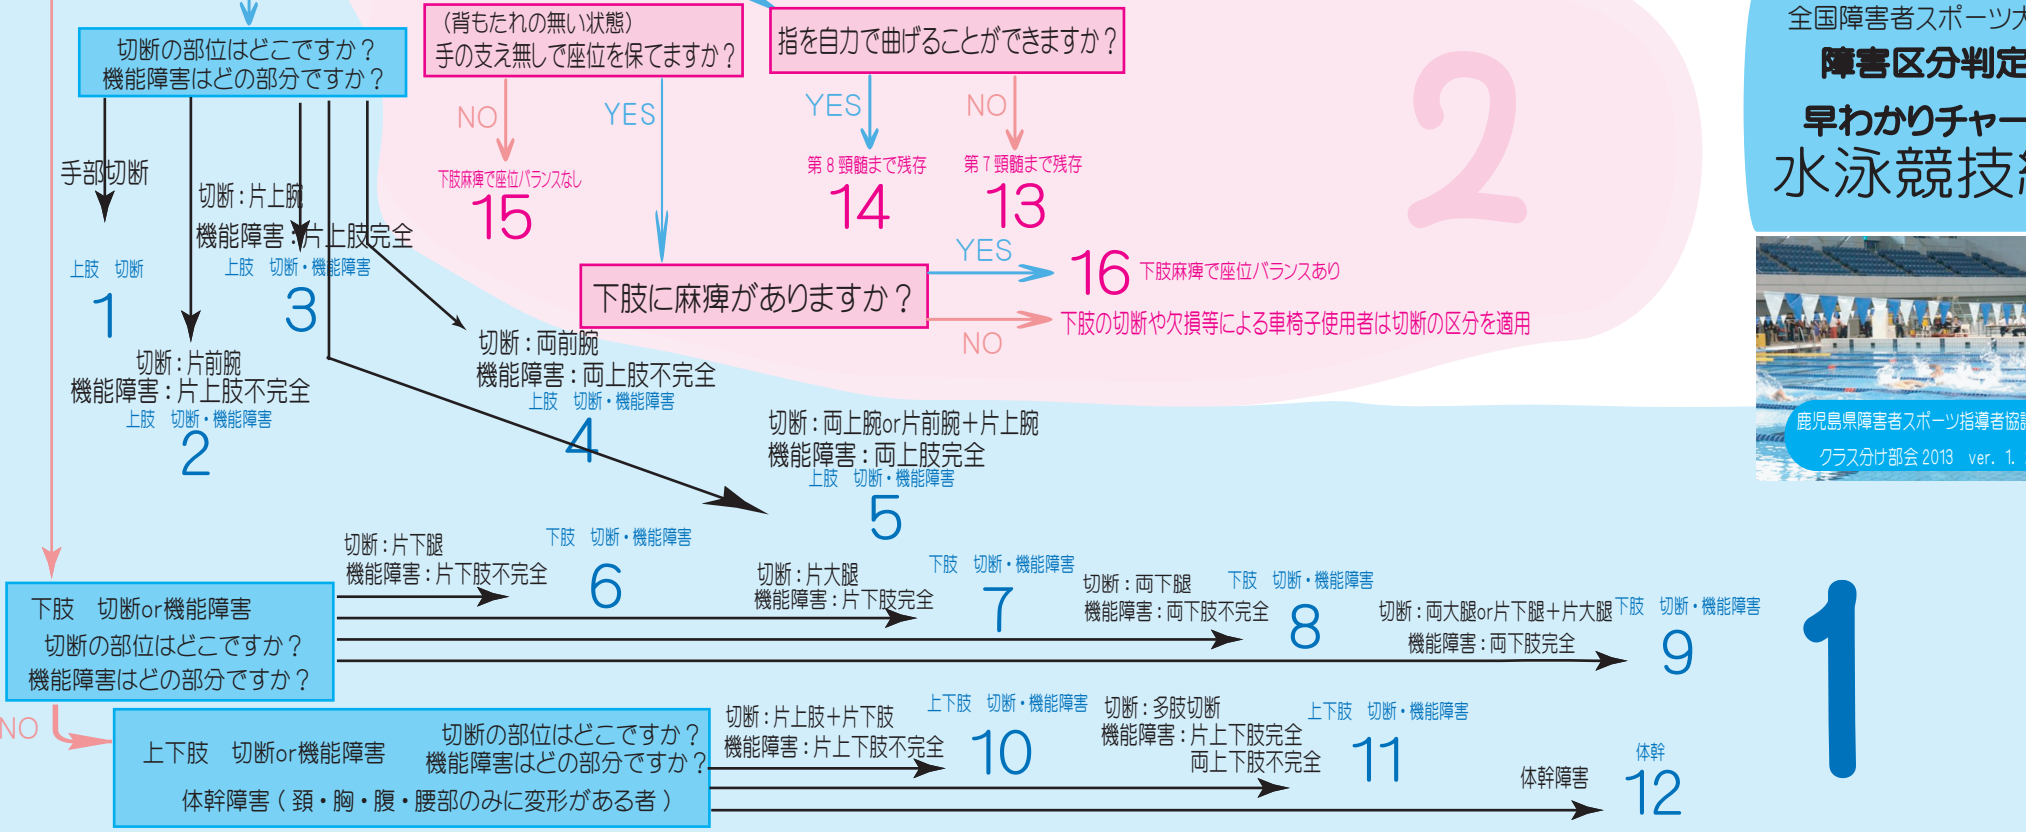 切断の部位はどこですか？
機能障害はどの部分ですか？
（背もたれの無い状態）
手の支え無しで座位を保てますか？
指を自力で曲げることができますか？
全国障害者スポーツ大
障害区分判定
早わかりチャー
水泳競技
NO
YES
YES
NO
下肢麻痺で座位バランスなし
15
第8頸髄まで残存
14
第7頸髄まで残存
13
2
手部切断
上肢　切断
1
切断：片上腕
機能障害：片上肢完全
上肢　切断・機能障害
3
下肢に麻痺がありますか？
YES
16 下肢麻痺で座位バランスあり
NO
下肢の切断や欠損等による車椅子使用者は切断の区分を適用
切断：片前腕
機能障害：片上肢不完全
上肢　切断・機能障害
2
切断：両前腕
機能障害：両上肢不完全
上肢　切断・機能障害
4
切断：両上腕or片前腕＋片上腕
機能障害：両上肢完全
上肢　切断・機能障害
5
鹿児島県障害者スポーツ指導者協
クラス分け部会2013　ver. 1.
下肢　切断or機能障害
切断の部位はどこですか？
機能障害はどの部分ですか？
切断：片下腿
機能障害：片下肢不完全
下肢　切断・機能障害
6
切断：片大腿
機能障害：片下肢完全
下肢　切断・機能障害
7
切断：両下腿
機能障害：両下肢不完全
下肢　切断・機能障害
8
切断：両大腿or片下腿＋片大腿
機能障害：両下肢完全
下肢　切断・機能障害
9
1
NO
上下肢　切断or機能障害
切断の部位はどこですか？
機能障害はどの部分ですか？
体幹障害（頚・胸・腹・腰部のみに変形がある者）
切断：片上肢＋片下肢
機能障害：片上下肢不完全
上下肢　切断・機能障害
10
切断：多肢切断
機能障害：片上下肢完全
両上下肢不完全
上下肢　切断・機能障害
11
体幹障害
体幹
12